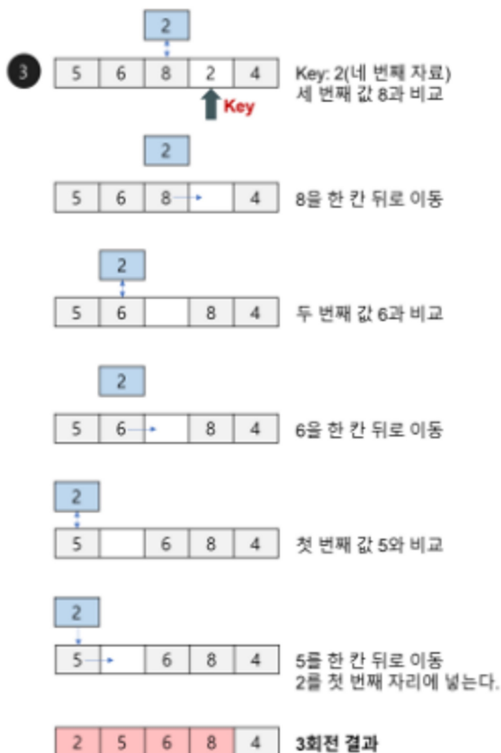 2
3
5 6 8 2 4
Key: 2(네 번째 자료)
세 번째 값 8과 비교
Key
2
5 6 8 4
8을 한 칸 뒤로 이동
2
5 6 8 4
두 번째 값 6과 비교
2
5 6 8 4
6을 한 칸 뒤로 이동
2
5 6 8 4
첫 번째 값 5와 비교
2
5 6 8 4
5를 한 칸 뒤로 이동
2를 첫 번째 자리에 넣는다.
2 5 6 8 4
3회전 결과